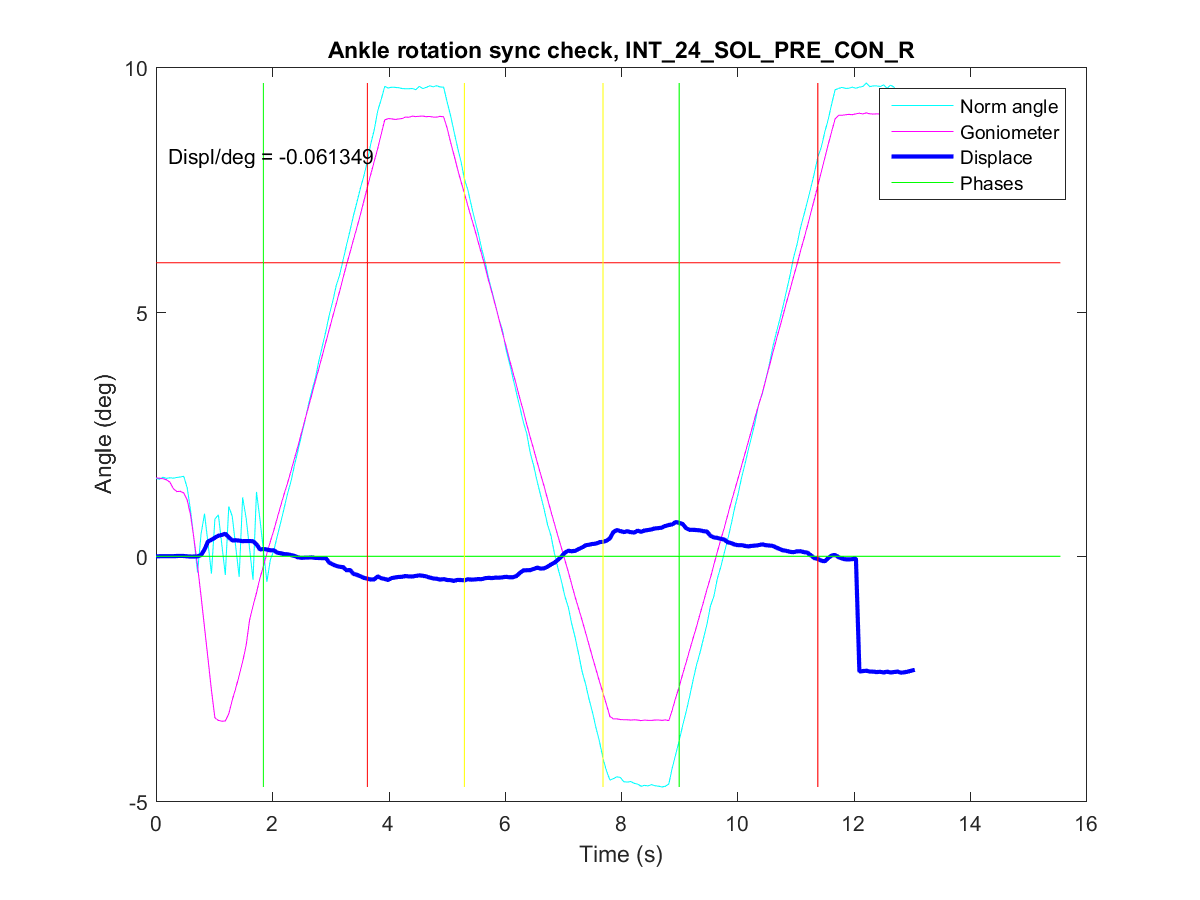 Ankle rotation sync check, INT_24_SOL_PRE_CON_R
10
5
0
-5
Angle (deg)
Displ/deg = -0.061349
Norm angle
Goniometer
Displace
Phases
0 2 4 6 8 10 12 14 16
Time (s)